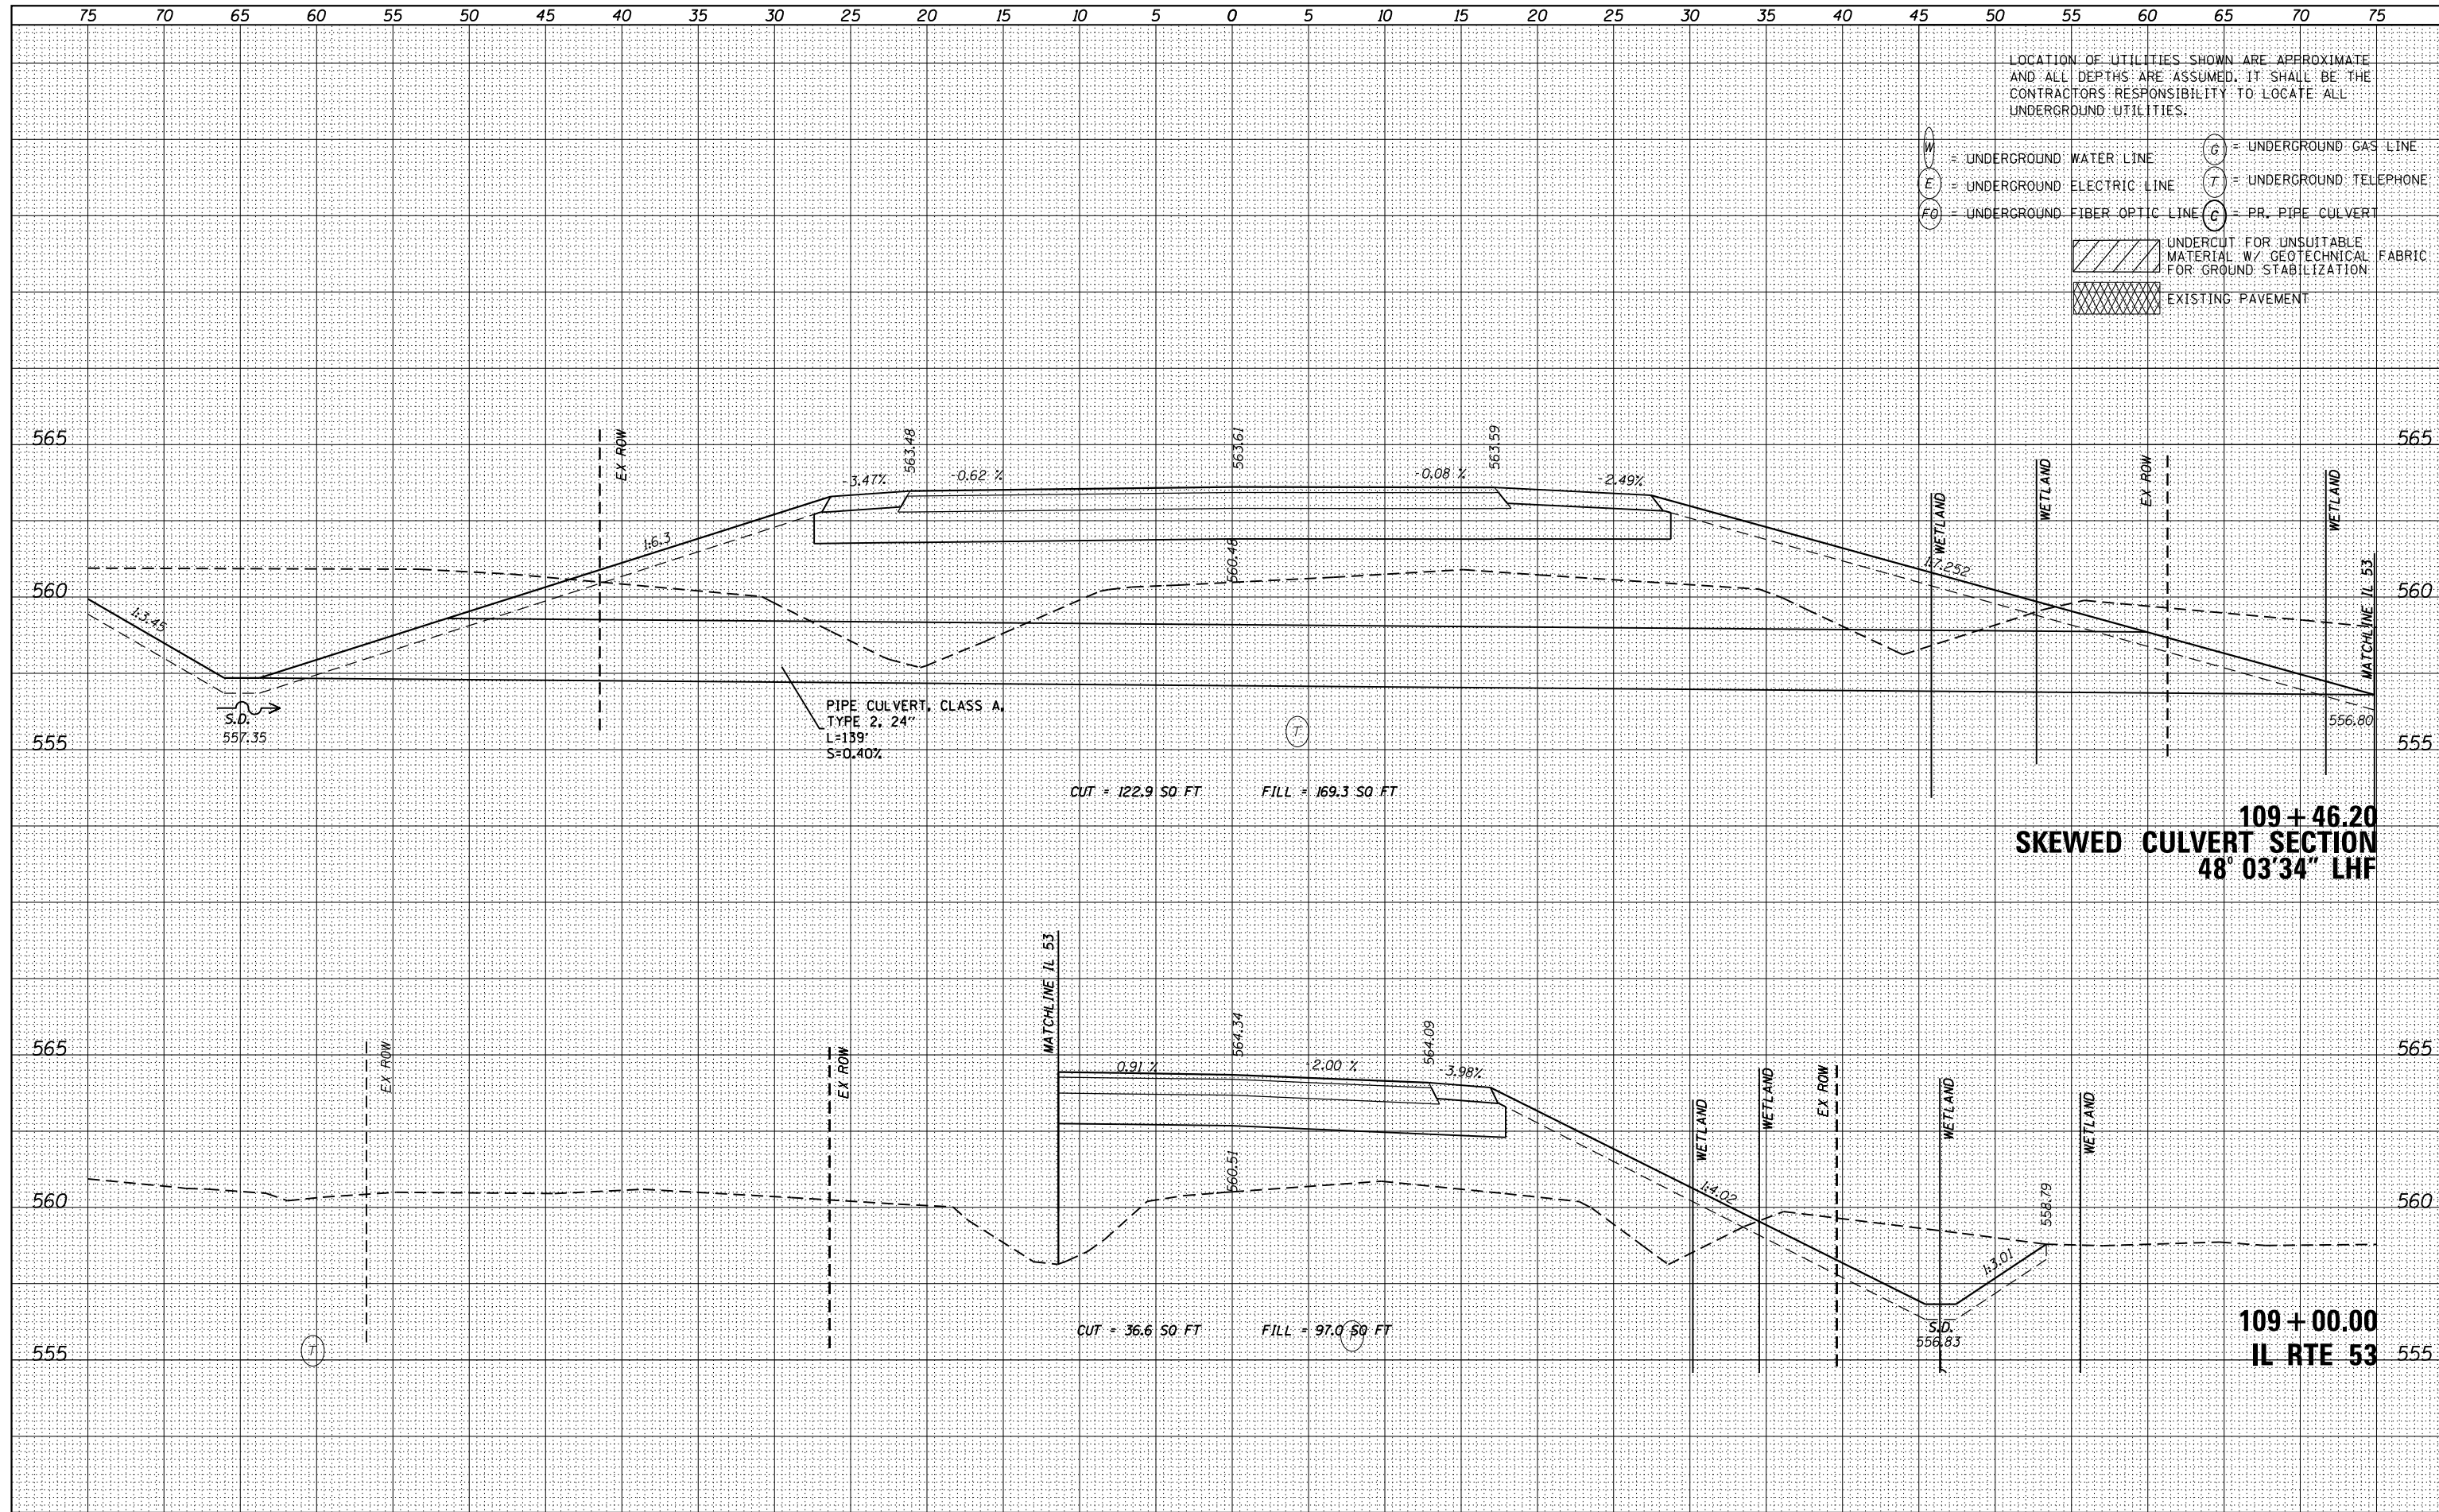 75 70 65 60 55 50 45 40 35 30 25 20 15 10 5 0 5 10 15 20 25 30 35 40 45 50 55 60 65 70 75
LOCATION OF UTILITIES SHOWN ARE APPROXIMATE
AND ALL DEPTHS ARE ASSUMED. IT SHALL BE THE
CONTRACTORS RESPONSIBILITY TO LOCATE ALL
UNDERGROUND UTILITIES.
W = UNDERGROUND WATER LINE
G = UNDERGROUND GAS LINE
E = UNDERGROUND ELECTRIC LINE
T = UNDERGROUND TELEPHONE
FO = UNDERGROUND FIBER OPTIC LINE
C = PR. PIPE CULVERT
UNDERCUT FOR UNSUITABLE
MATERIAL W/ GEOTECHNICAL FABRIC
FOR GROUND STABILIZATION
EXISTING PAVEMENT
565
565
560
560
555
555
EX ROW
-3.47%
563.48
-0.62 %
563.61
-0.08 %
563.59
-2.49%
WETLAND
WETLAND
EX ROW
WETLAND
MATCHLINE IL 53
1:6.3
560.48
1:7.252
1:3.45
S.D.
557.35
PIPE CULVERT, CLASS A,
TYPE 2, 24"
L=139'
S=0.40%
T
556.80
CUT = 122.9 SQ FT
FILL = 169.3 SQ FT
109+46.20
SKEWED CULVERT SECTION
48° 03'34" LHF
565
565
560
560
555
555
EX ROW
EX ROW
MATCHLINE IL 53
0.91 %
564.34
-2.00 %
564.09
-3.98%
WETLAND
WETLAND
EX ROW
WETLAND
WETLAND
560.51
1:4.02
558.79
1:3.01
S.D.
556.83
T
CUT = 36.6 SQ FT
FILL = 97.0 SQ FT
109+00.00
IL RTE 53